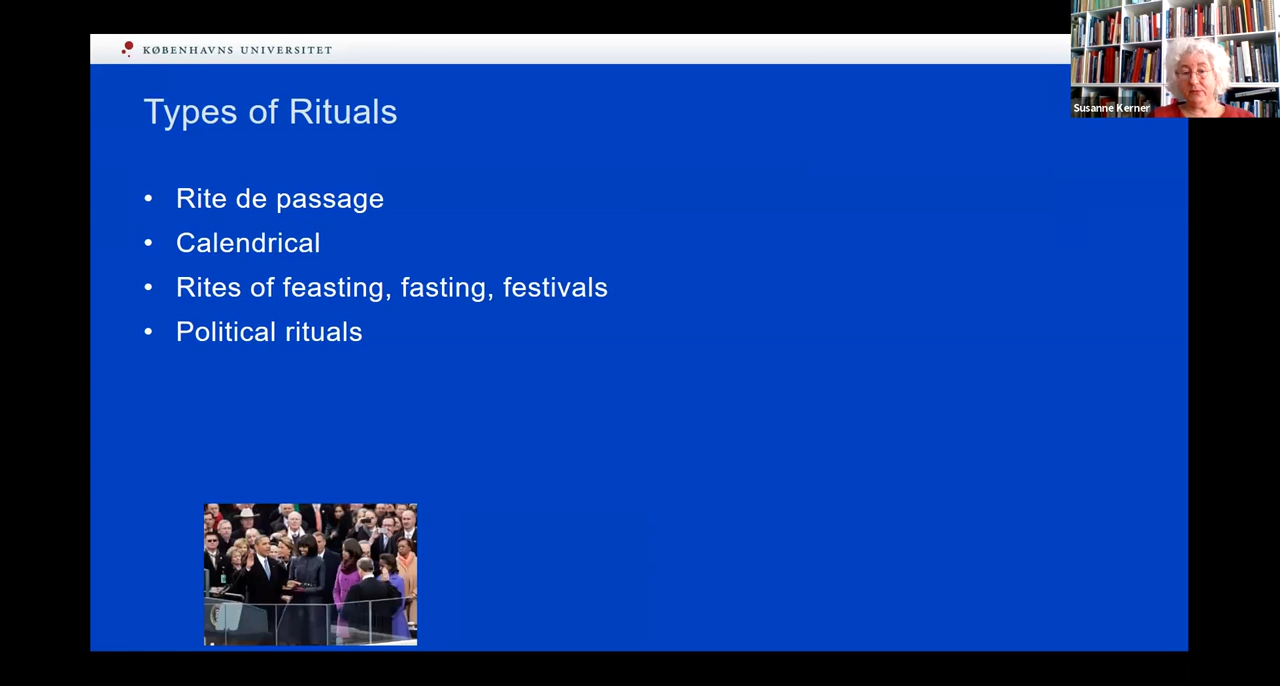 KØBENHAVNS UNIVERSITET
Susanne Kerner
Types of Rituals
• Rite de passage
• Calendrical
• Rites of feasting, fasting, festivals
• Political rituals